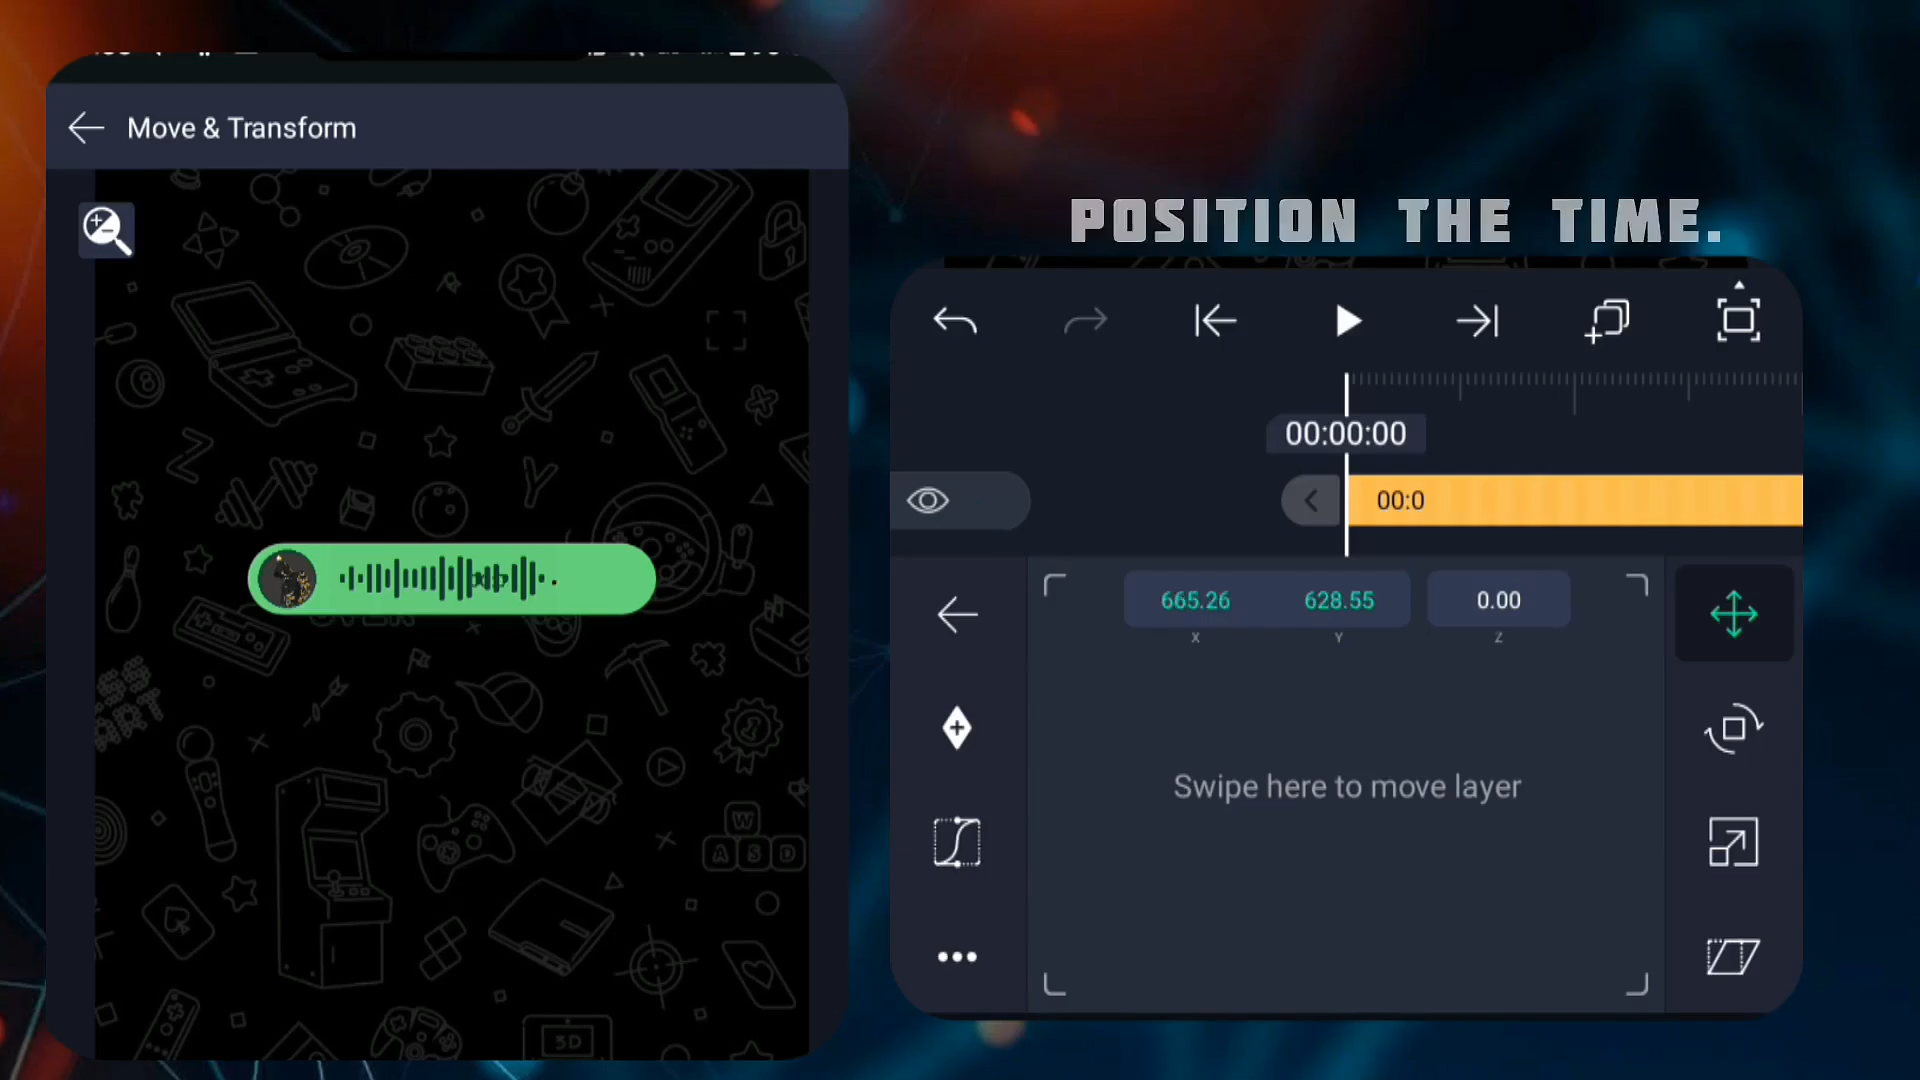 Move & Transform
POSITION THE TIME.
00:00:00
00:0
665.26 628.55 0.00
X Y Z
Swipe here to move layer
Z
Y
W
A S D
3D